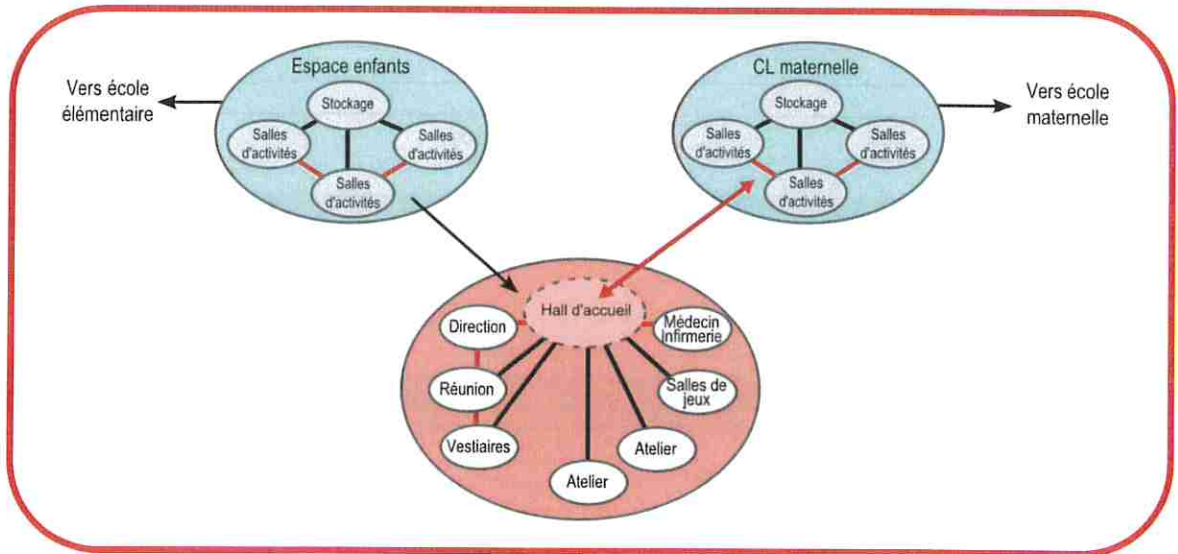 Espace enfants
Stockage
Salles
d'activités
Salles
d'activités
Salles
d'activités
Vers école
élémentaire
CL maternelle
Stockage
Salles
d'activités
Salles
d'activités
Salles
d'activités
Vers école
maternelle
Hall d'accueil
Direction
Médecin
Infirmerie
Réunion
Salles de
jeux
Vestiaires
Atelier
Atelier